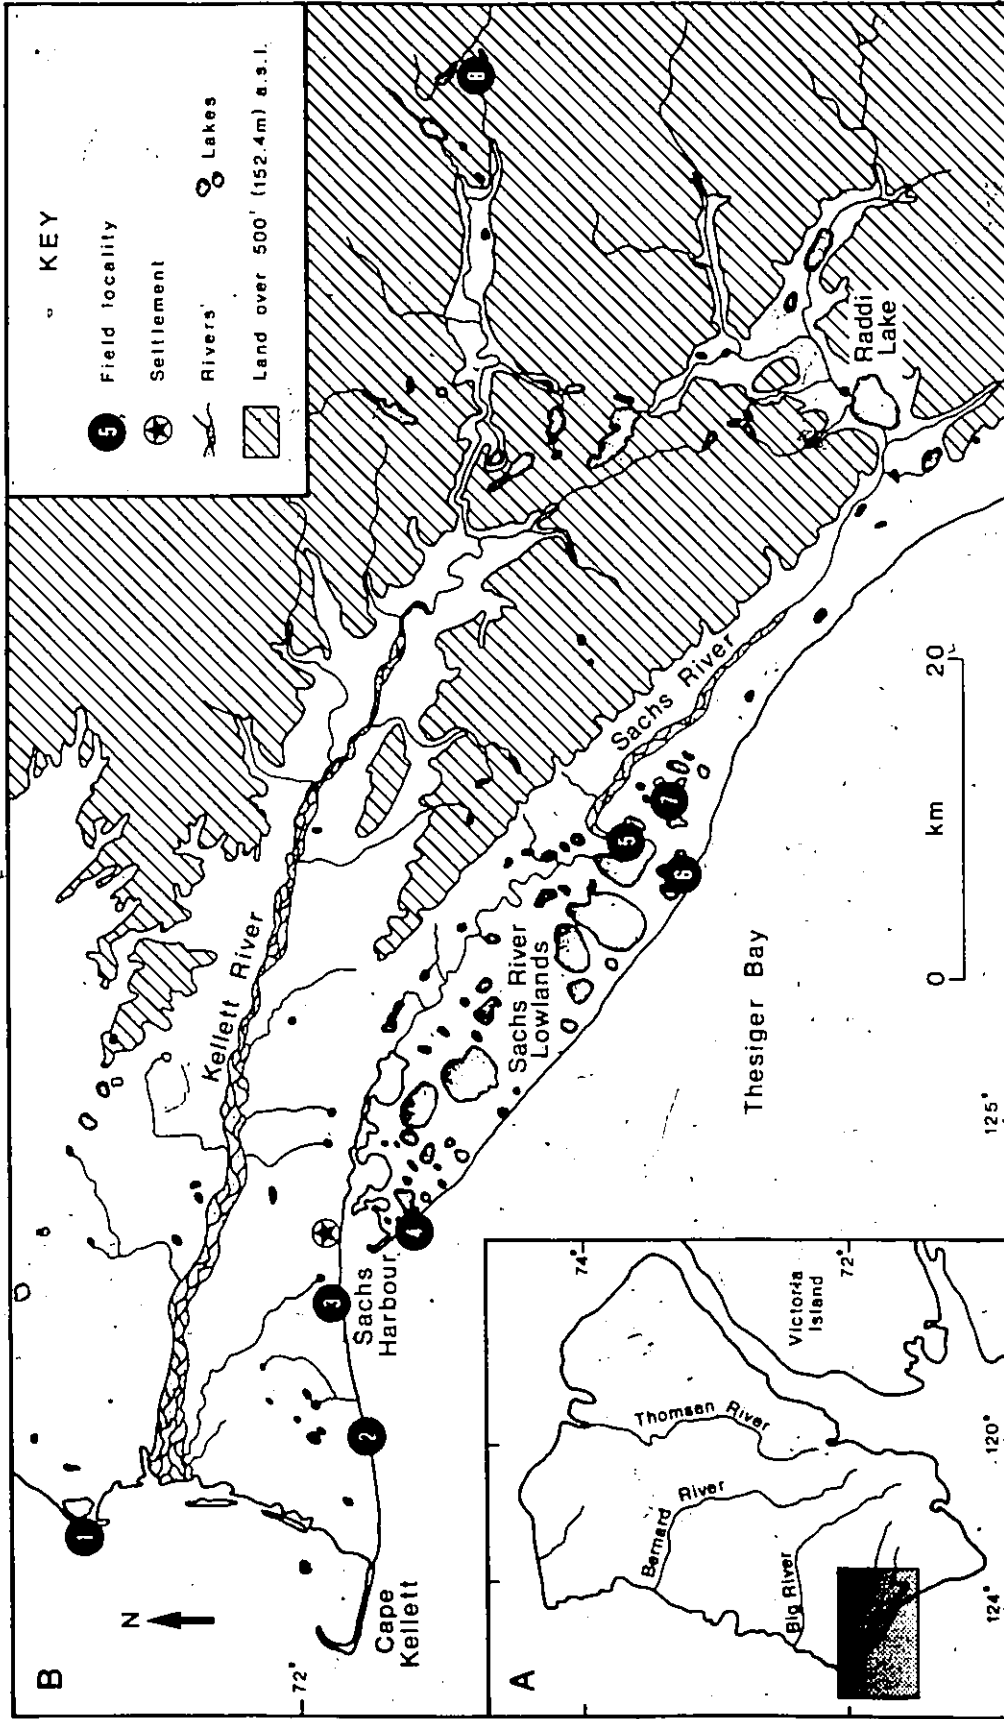 B
N
KEY
5 Field locality
Settlement
Rivers
Lakes
Land over 500' (152.4m) a.s.l.
1
2
3
4
5
6
7
8
72°
Cape
Kellett
Kellett River
Sachs
Harbour
Sachs River
Lowlands
Sachs River
Raddi
Lake
Thesiger Bay
0 km 20
125°
A
74°
72°
Thomsen River
Bernard River
Big River
Victoria
Island
124°
120°